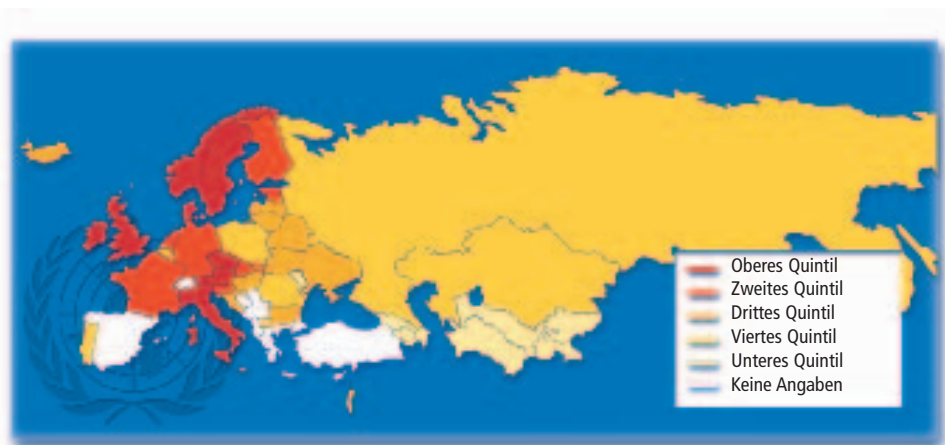 Oberes Quintil
Zweites Quintil
Drittes Quintil
Viertes Quintil
Unteres Quintil
Keine Angaben